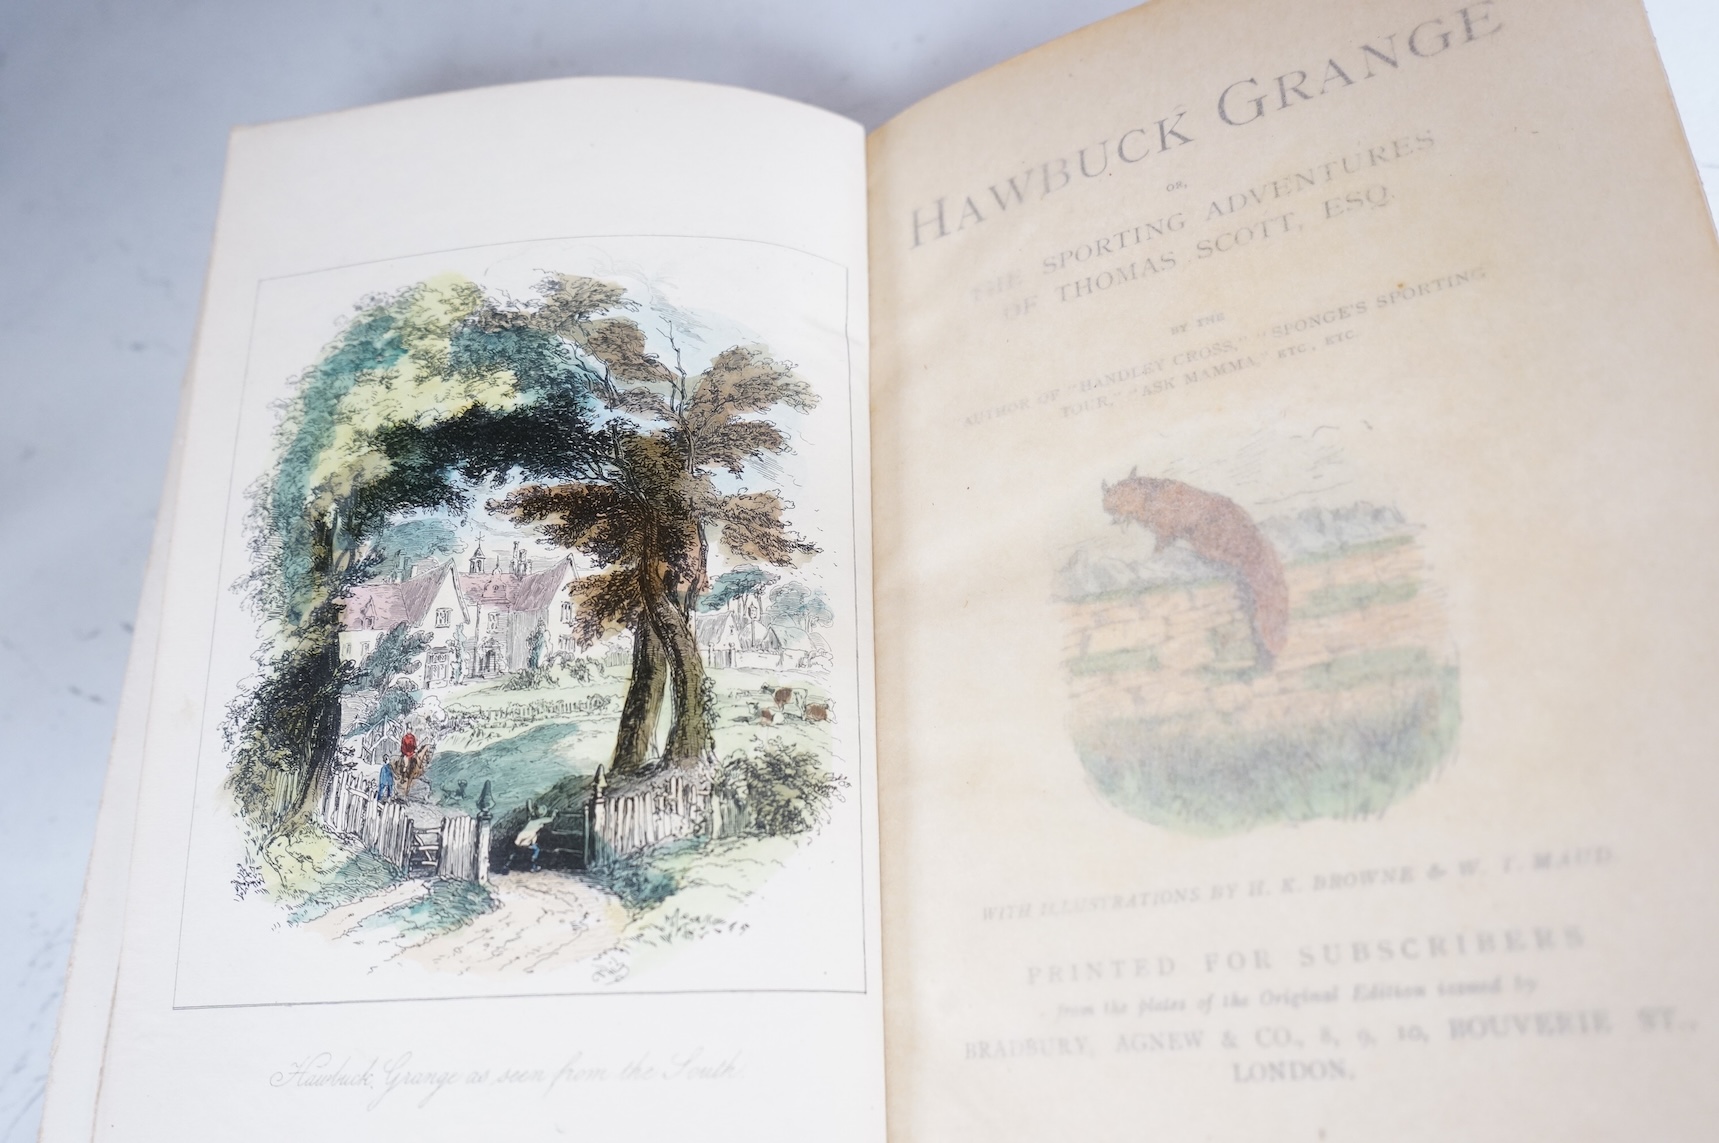 Hawbuck Grange as seen from the South
HAWBUCK GRANGE
OR,
THE SPORTING ADVENTURES
OF THOMAS SCOTT, ESQ.
BY THE
AUTHOR OF "HANDLEY CROSS," "SPONGE'S SPORTING
TOUR," "ASK MAMMA," ETC., ETC.
WITH ILLUSTRATIONS BY H. K. BROWNE & W. T. MAUD
PRINTED FOR SUBSCRIBERS
from the plates of the Original Edition issued by
BRADBURY, AGNEW & CO., 8, 9, 10, BOUVERIE ST.,
LONDON.